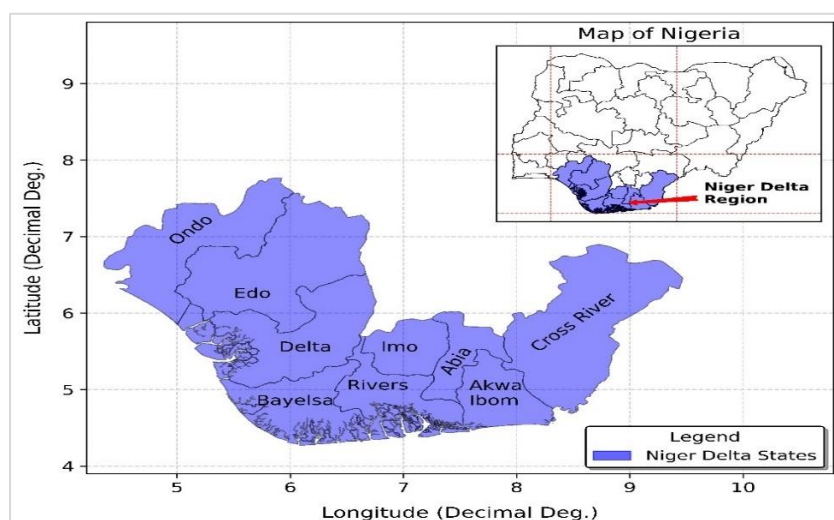 Map of Nigeria
Niger Delta
Region
Latitude (Decimal Deg.)
9
8
7
6
5
4
Ondo
Edo
Delta
Imo
Abia
Cross River
Rivers
Akwa
Ibom
Bayelsa
Legend
Niger Delta States
5
6
7
8
9
10
Longitude (Decimal Deg.)